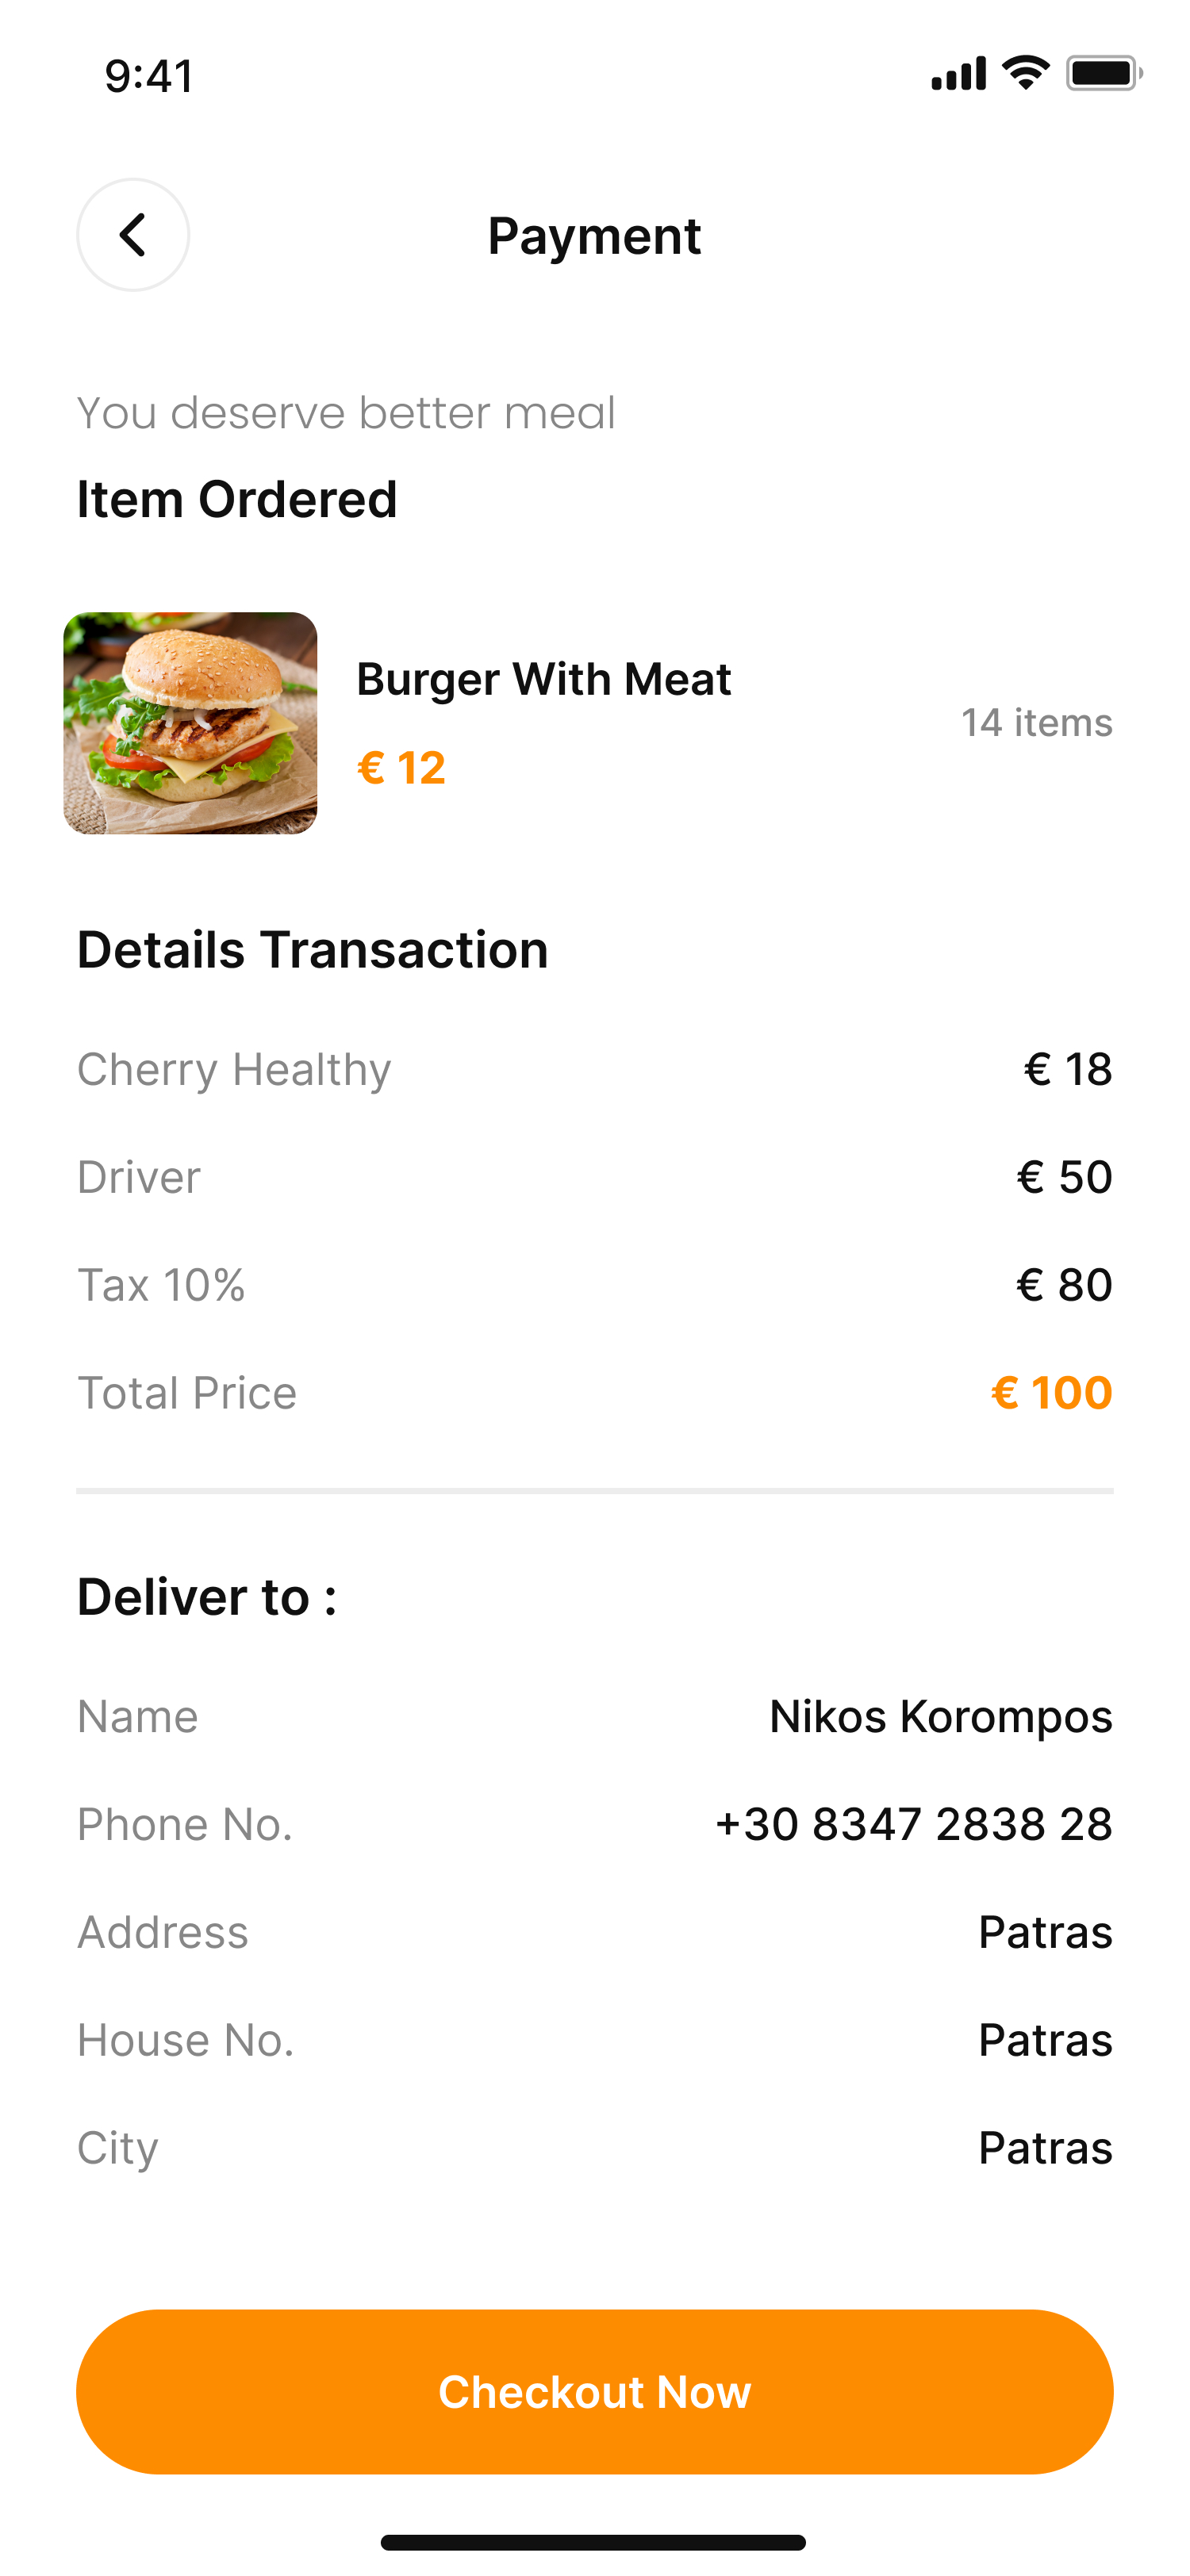 9:41
Payment
You deserve better meal
Item Ordered
Burger With Meat
€ 12
14 items
Details Transaction
Cherry Healthy € 18
Driver € 50
Tax 10% € 80
Total Price € 100
Deliver to :
Name Nikos Korompos
Phone No. +30 8347 2838 28
Address Patras
House No. Patras
City Patras
Checkout Now